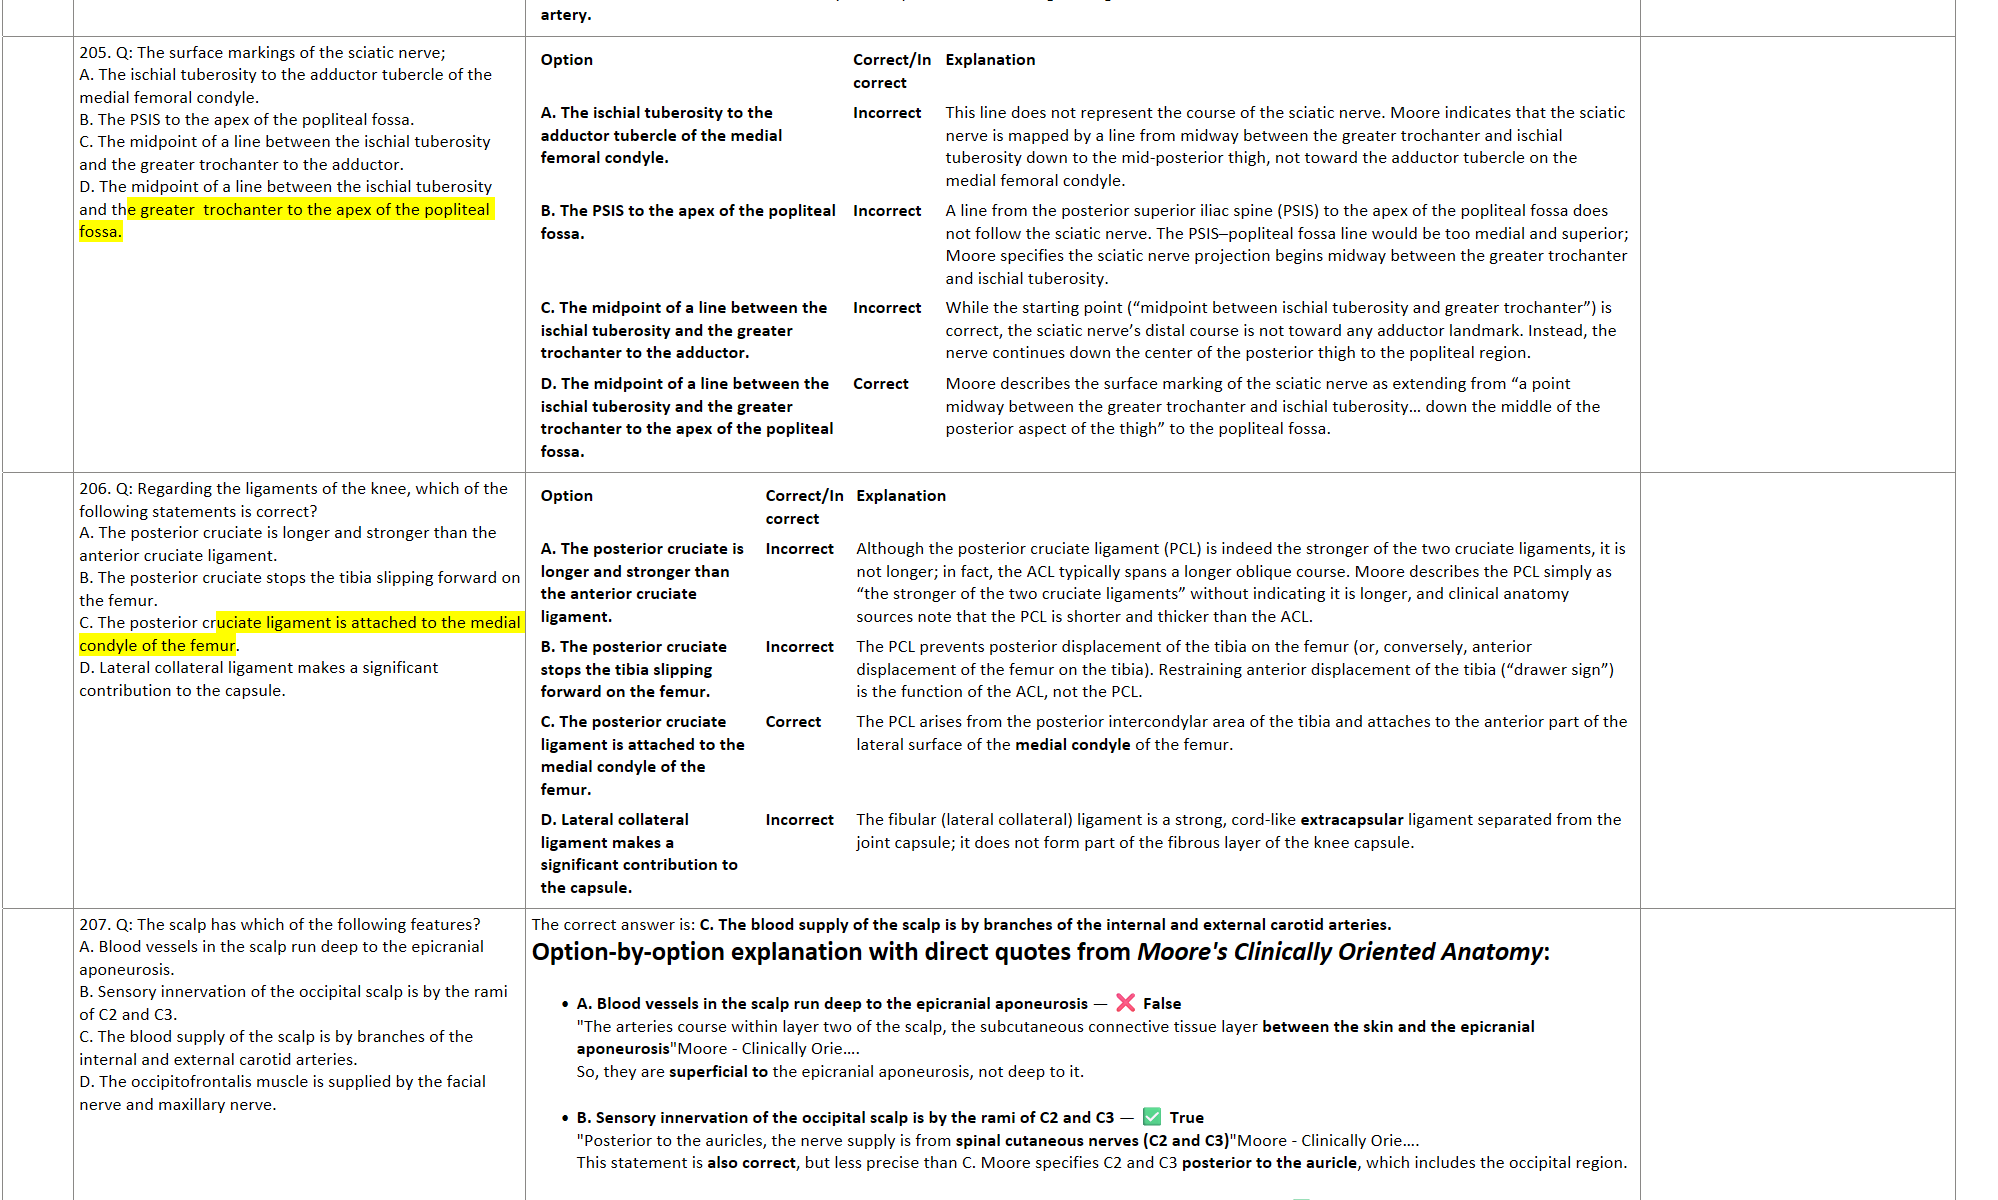 artery.
205. Q: The surface markings of the sciatic nerve;
A. The ischial tuberosity to the adductor tubercle of the
medial femoral condyle.
B. The PSIS to the apex of the popliteal fossa.
C. The midpoint of a line between the ischial tuberosity
and the greater trochanter to the adductor.
D. The midpoint of a line between the ischial tuberosity
and the greater  trochanter to the apex of the popliteal
fossa.
Option
Correct/In
correct
Explanation
A. The ischial tuberosity to the
adductor tubercle of the medial
femoral condyle.
Incorrect
This line does not represent the course of the sciatic nerve. Moore indicates that the sciatic
nerve is mapped by a line from midway between the greater trochanter and ischial
tuberosity down to the mid-posterior thigh, not toward the adductor tubercle on the
medial femoral condyle.
B. The PSIS to the apex of the popliteal
fossa.
Incorrect
A line from the posterior superior iliac spine (PSIS) to the apex of the popliteal fossa does
not follow the sciatic nerve. The PSIS–popliteal fossa line would be too medial and superior;
Moore specifies the sciatic nerve projection begins midway between the greater trochanter
and ischial tuberosity.
C. The midpoint of a line between the
ischial tuberosity and the greater
trochanter to the adductor.
Incorrect
While the starting point (“midpoint between ischial tuberosity and greater trochanter”) is
correct, the sciatic nerve’s distal course is not toward any adductor landmark. Instead, the
nerve continues down the center of the posterior thigh to the popliteal region.
D. The midpoint of a line between the
ischial tuberosity and the greater
trochanter to the apex of the popliteal
fossa.
Correct
Moore describes the surface marking of the sciatic nerve as extending from “a point
midway between the greater trochanter and ischial tuberosity… down the middle of the
posterior aspect of the thigh” to the popliteal fossa.
206. Q: Regarding the ligaments of the knee, which of the
following statements is correct?
A. The posterior cruciate is longer and stronger than the
anterior cruciate ligament.
B. The posterior cruciate stops the tibia slipping forward on
the femur.
C. The posterior cruciate ligament is attached to the medial
condyle of the femur.
D. Lateral collateral ligament makes a significant
contribution to the capsule.
Option
Correct/In
correct
Explanation
A. The posterior cruciate is
longer and stronger than
the anterior cruciate
ligament.
Incorrect
Although the posterior cruciate ligament (PCL) is indeed the stronger of the two cruciate ligaments, it is
not longer; in fact, the ACL typically spans a longer oblique course. Moore describes the PCL simply as
“the stronger of the two cruciate ligaments” without indicating it is longer, and clinical anatomy
sources note that the PCL is shorter and thicker than the ACL.
B. The posterior cruciate
stops the tibia slipping
forward on the femur.
Incorrect
The PCL prevents posterior displacement of the tibia on the femur (or, conversely, anterior
displacement of the femur on the tibia). Restraining anterior displacement of the tibia (“drawer sign”)
is the function of the ACL, not the PCL.
C. The posterior cruciate
ligament is attached to the
medial condyle of the
femur.
Correct
The PCL arises from the posterior intercondylar area of the tibia and attaches to the anterior part of the
lateral surface of the medial condyle of the femur.
D. Lateral collateral
ligament makes a
significant contribution to
the capsule.
Incorrect
The fibular (lateral collateral) ligament is a strong, cord-like extracapsular ligament separated from the
joint capsule; it does not form part of the fibrous layer of the knee capsule.
207. Q: The scalp has which of the following features?
A. Blood vessels in the scalp run deep to the epicranial
aponeurosis.
B. Sensory innervation of the occipital scalp is by the rami
of C2 and C3.
C. The blood supply of the scalp is by branches of the
internal and external carotid arteries.
D. The occipitofrontalis muscle is supplied by the facial
nerve and maxillary nerve.
The correct answer is: C. The blood supply of the scalp is by branches of the internal and external carotid arteries.
Option-by-option explanation with direct quotes from Moore's Clinically Oriented Anatomy:
• A. Blood vessels in the scalp run deep to the epicranial aponeurosis — ❌ False
"The arteries course within layer two of the scalp, the subcutaneous connective tissue layer between the skin and the epicranial
aponeurosis"Moore - Clinically Orie….
So, they are superficial to the epicranial aponeurosis, not deep to it.
• B. Sensory innervation of the occipital scalp is by the rami of C2 and C3 — ✅ True
"Posterior to the auricles, the nerve supply is from spinal cutaneous nerves (C2 and C3)"Moore - Clinically Orie….
This statement is also correct, but less precise than C. Moore specifies C2 and C3 posterior to the auricle, which includes the occipital region.